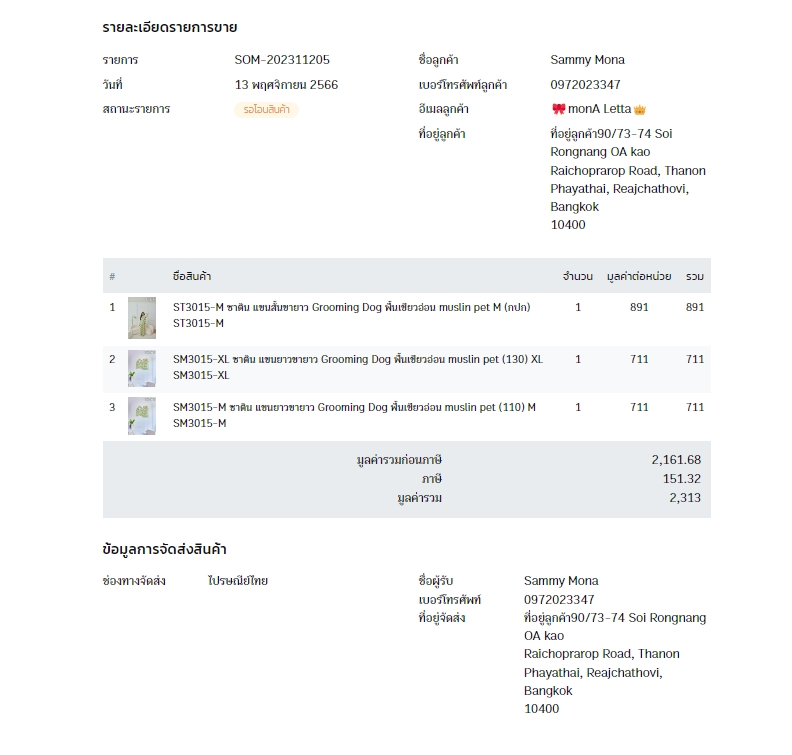 รายละเอียดรายการขาย
รายการ SOM-202311205
วันที่ 13 พฤศจิกายน 2566
สถานะรายการ รอโอนสินค้า
ชื่อลูกค้า Sammy Mona
เบอร์โทรศัพท์ลูกค้า 0972023347
อีเมลลูกค้า 🎀monA Letta👑
ที่อยู่ลูกค้า ที่อยู่ลูกค้า90/73-74 Soi
Rongnang OA kao
Raichoprarop Road, Thanon
Phayathai, Reajchathovi,
Bangkok
10400
# ชื่อสินค้า จำนวน มูลค่าต่อหน่วย รวม
1 ST3015-M ซาติน แขนสั้นขายาว Grooming Dog พื้นเขียวอ่อน muslin pet M (กปก) 1 891 891
ST3015-M
2 SM3015-XL ซาติน แขนยาวขายาว Grooming Dog พื้นเขียวอ่อน muslin pet (130) XL 1 711 711
SM3015-XL
3 SM3015-M ซาติน แขนยาวขายาว Grooming Dog พื้นเขียวอ่อน muslin pet (110) M 1 711 711
SM3015-M
มูลค่ารวมก่อนภาษี 2,161.68
ภาษี 151.32
มูลค่ารวม 2,313
ข้อมูลการจัดส่งสินค้า
ช่องทางจัดส่ง ไปรษณีย์ไทย
ชื่อผู้รับ Sammy Mona
เบอร์โทรศัพท์ 0972023347
ที่อยู่จัดส่ง ที่อยู่ลูกค้า90/73-74 Soi Rongnang
OA kao
Raichoprarop Road, Thanon
Phayathai, Reajchathovi,
Bangkok
10400